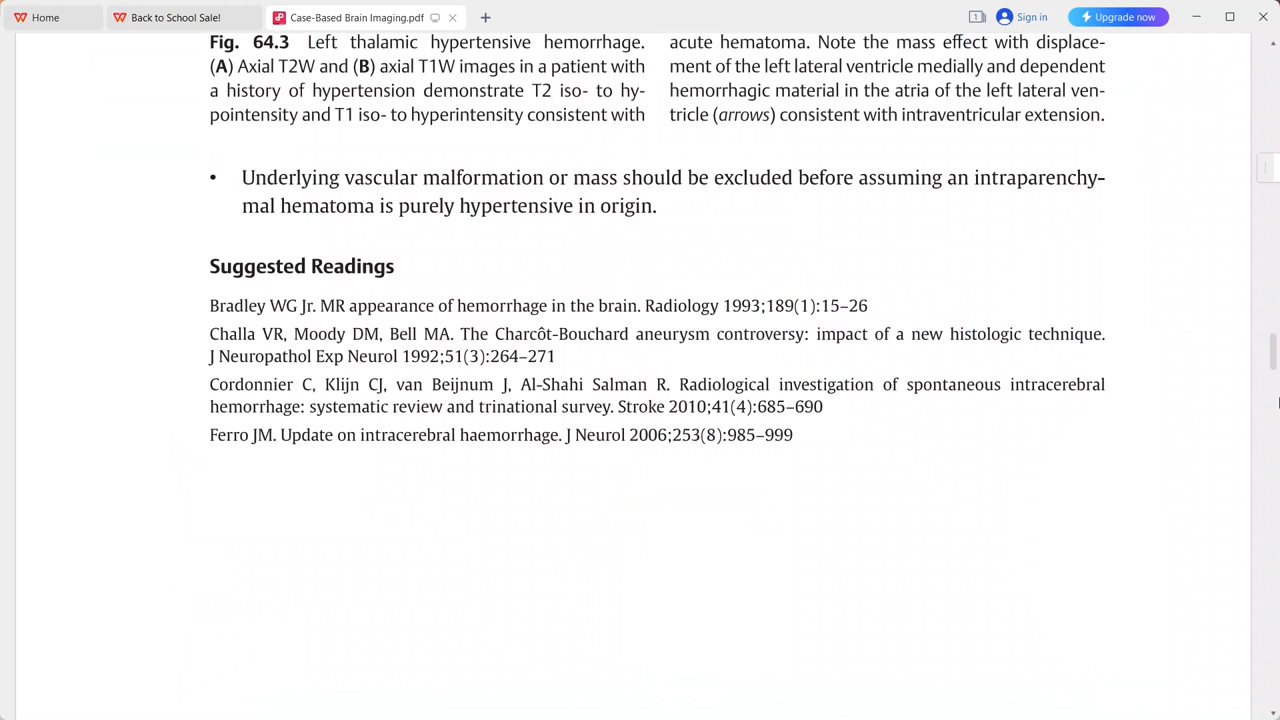 Home
Back to School Sale!
Case-Based Brain Imaging.pdf
1
Sign in
Upgrade now
Fig. 64.3 Left thalamic hypertensive hemorrhage.
(A) Axial T2W and (B) axial T1W images in a patient with
a history of hypertension demonstrate T2 iso- to hy-
pointensity and T1 iso- to hyperintensity consistent with
acute hematoma. Note the mass effect with displace-
ment of the left lateral ventricle medially and dependent
hemorrhagic material in the atria of the left lateral ven-
tricle (arrows) consistent with intraventricular extension.
• Underlying vascular malformation or mass should be excluded before assuming an intraparenchy-
mal hematoma is purely hypertensive in origin.
Suggested Readings
Bradley WG Jr. MR appearance of hemorrhage in the brain. Radiology 1993;189(1):15–26
Challa VR, Moody DM, Bell MA. The Charcôt-Bouchard aneurysm controversy: impact of a new histologic technique.
J Neuropathol Exp Neurol 1992;51(3):264–271
Cordonnier C, Klijn CJ, van Beijnum J, Al-Shahi Salman R. Radiological investigation of spontaneous intracerebral
hemorrhage: systematic review and trinational survey. Stroke 2010;41(4):685–690
Ferro JM. Update on intracerebral haemorrhage. J Neurol 2006;253(8):985–999